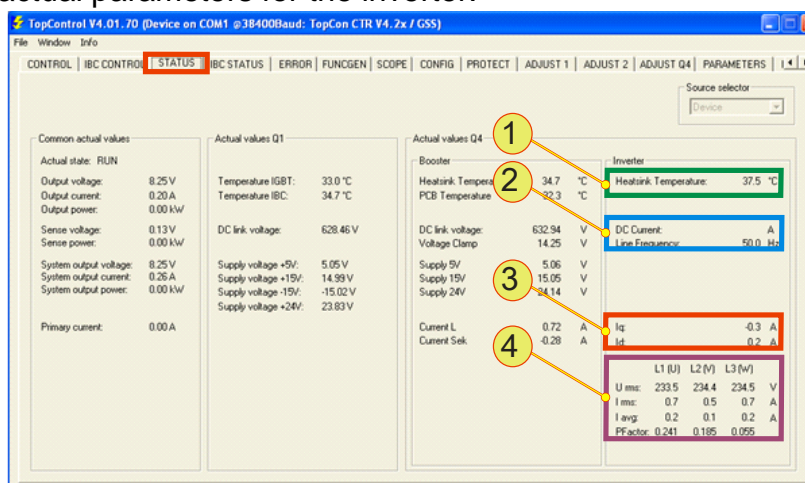 actual parameters for the inverter.
TopControl V4.01.70 (Device on COM1 @38400Baud: TopCon CTR V4.2x / GSS)
File Window Info
CONTROL IBC CONTROL STATUS IBC STATUS ERROR FUNCGEN SCOPE CONFIG PROTECT ADJUST 1 ADJUST 2 ADJUST Q4 PARAMETERS
Source selector
Device
Common actual values
Actual state: RUN
Output voltage: 8.25 V
Output current: 0.20 A
Output power: 0.00 kW
Sense voltage: 0.13 V
Sense power: 0.00 kW
System output voltage: 8.25 V
System output current: 0.26 A
System output power: 0.00 kW
Primary current: 0.00 A
Actual values Q1
Temperature IGBT: 33.0 °C
Temperature IBC: 34.7 °C
DC link voltage: 628.46 V
Supply voltage +5V: 5.05 V
Supply voltage +15V: 14.99 V
Supply voltage -15V: -15.02 V
Supply voltage +24V: 23.83 V
Actual values Q4
Booster
Heatsink Tempera 34.7 °C
PCB Temperature 32.3 °C
DC link voltage: 632.94 V
Voltage Clamp 14.25 V
Supply 5V 5.06 V
Supply 15V 15.05 V
Supply 24V 24.14 V
Current L 0.72 A
Current Sek -0.28 A
Inverter
Heatsink Temperature: 37.5 °C
DC Current: A
Line Frequency: 50.0 Hz
Iq: -0.3 A
Id: 0.2 A
L1 (U) L2 (V) L3 (W)
U rms: 233.5 234.4 234.5 V
I rms: 0.7 0.5 0.7 A
I avg: 0.2 0.1 0.2 A
PFactor: 0.241 0.185 0.055
1
2
3
4